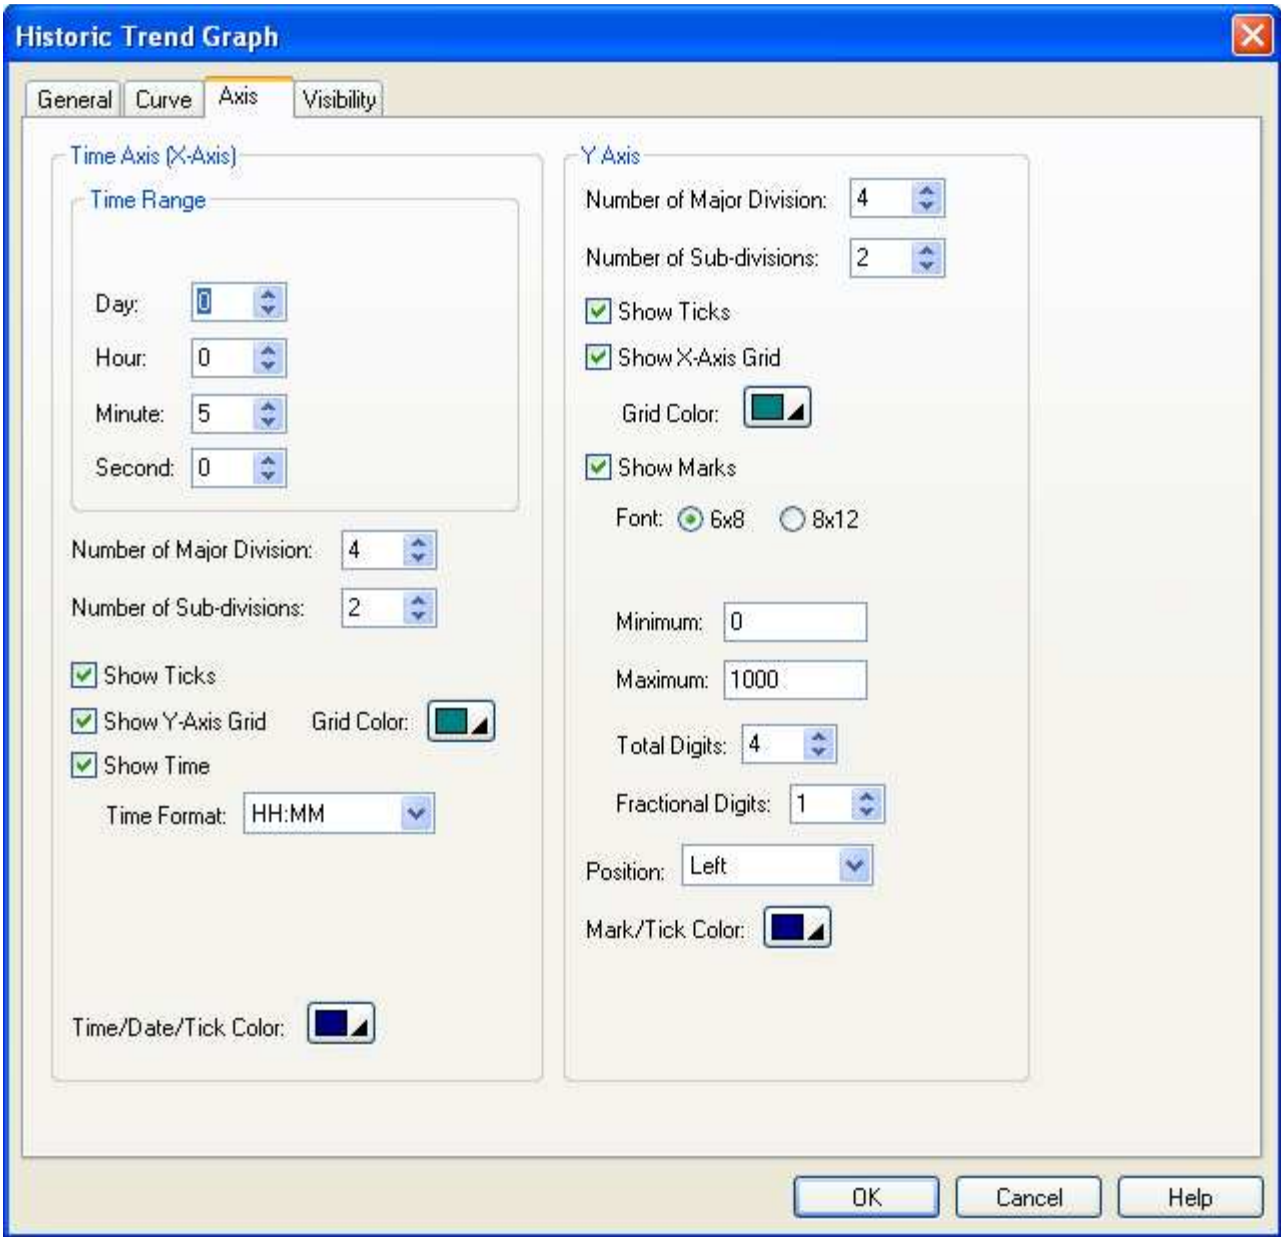 Historic Trend Graph
General Curve Axis Visibility
Time Axis (X-Axis)
Time Range
Day: 0
Hour: 0
Minute: 5
Second: 0
Number of Major Division: 4
Number of Sub-divisions: 2
Show Ticks
Show Y-Axis Grid Grid Color:
Show Time
Time Format: HH:MM
Time/Date/Tick Color:
Y Axis
Number of Major Division: 4
Number of Sub-divisions: 2
Show Ticks
Show X-Axis Grid
Grid Color:
Show Marks
Font: 6x8 8x12
Minimum: 0
Maximum: 1000
Total Digits: 4
Fractional Digits: 1
Position: Left
Mark/Tick Color:
OK Cancel Help